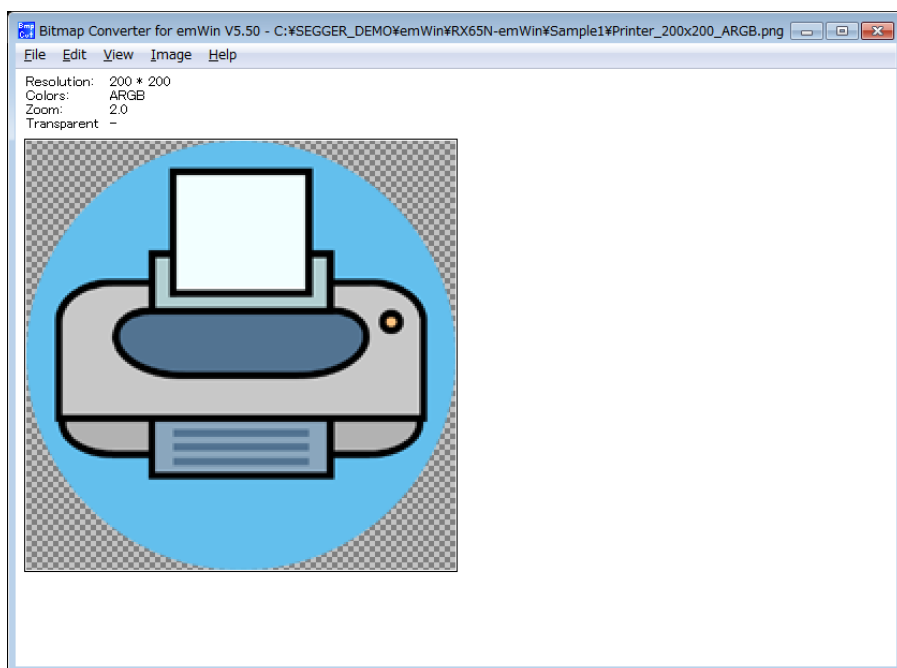 Bitmap Converter for emWin V5.50 - C:¥SEGGER_DEMO¥emWin¥RX65N-emWin¥Sample1¥Printer_200x200_ARGB.png
File Edit View Image Help
Resolution: 200 * 200
Colors: ARGB
Zoom: 2.0
Transparent -